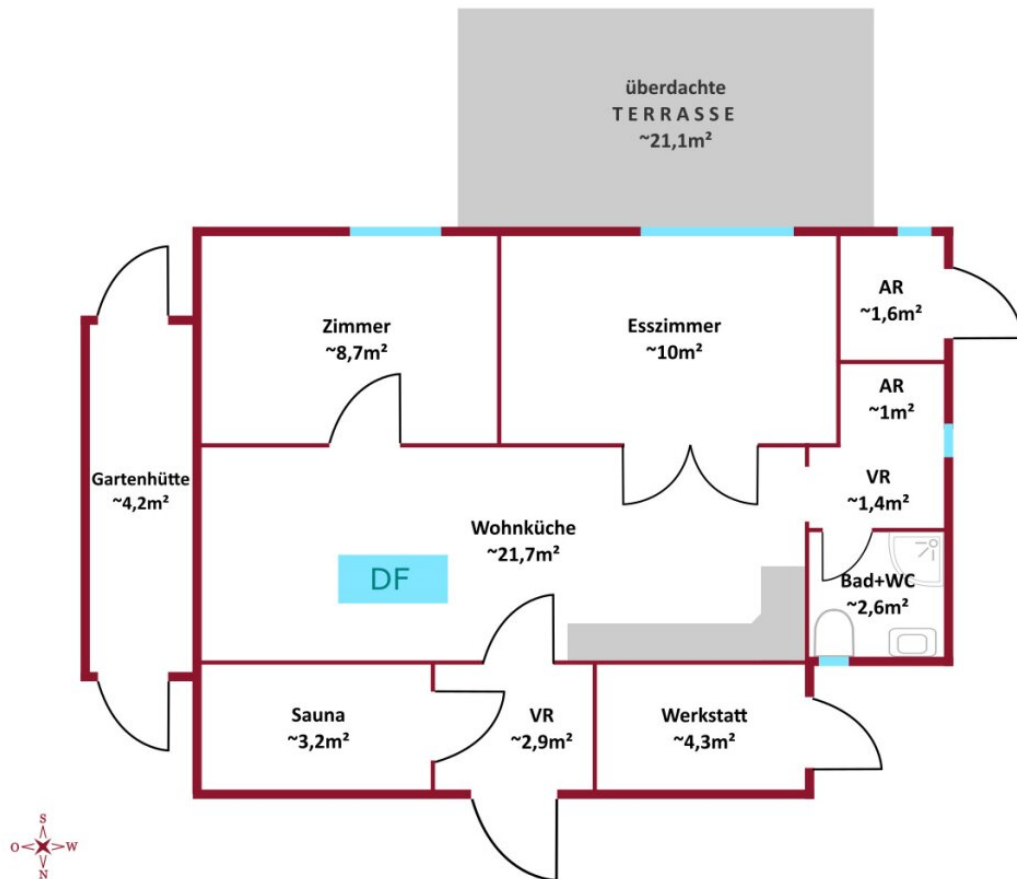 überdachte
TERRASSE
~21,1m²
Zimmer
~8,7m²
Esszimmer
~10m²
AR
~1,6m²
AR
~1m²
Gartenhütte
~4,2m²
VR
~1,4m²
Wohnküche
~21,7m²
DF
Bad+WC
~2,6m²
Sauna
~3,2m²
VR
~2,9m²
Werkstatt
~4,3m²
S
O W
N